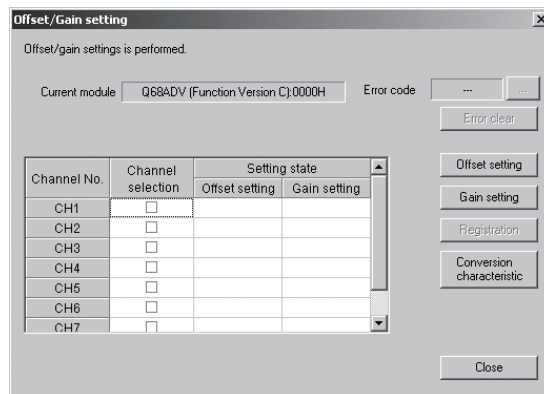 Offset/Gain setting
Offset/gain settings is performed.
Current module Q68ADV (Function Version C):0000H Error code --- ...
Error clear
Channel No. Channel selection Setting state
Offset setting Gain setting
CH1
CH2
CH3
CH4
CH5
CH6
CH7
Offset setting
Gain setting
Registration
Conversion
characteristic
Close